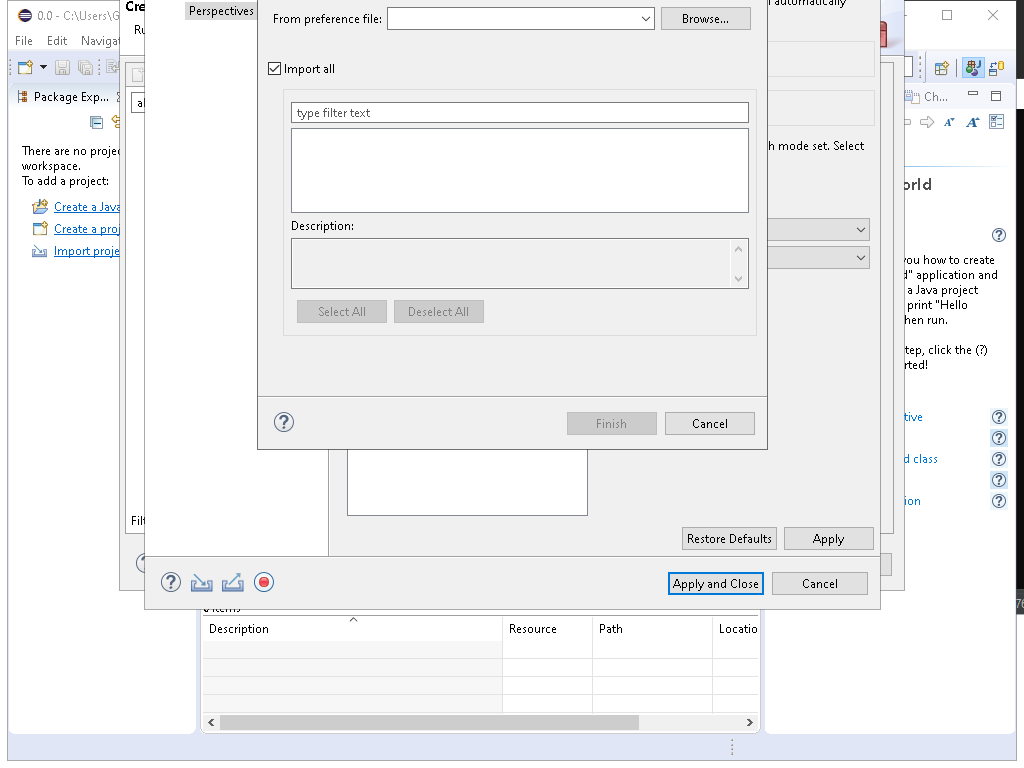 0.0 - C:\Users\G
Cre
File Edit Navigat
Ru
Perspectives
From preference file:
Browse...
automatically
Import all
Package Exp...
Ch...
type filter text
There are no projec
workspace.
To add a project:
Create a Java
Create a proj
Import proje
h mode set. Select
Description:
Select All
Deselect All
Finish
Cancel
orld
you how to create
d" application and
a Java project
print "Hello
hen run.
tep, click the (?)
rted!
tive
d class
ion
Filt
Restore Defaults
Apply
Apply and Close
Cancel
0 items
Description
Resource
Path
Locatio